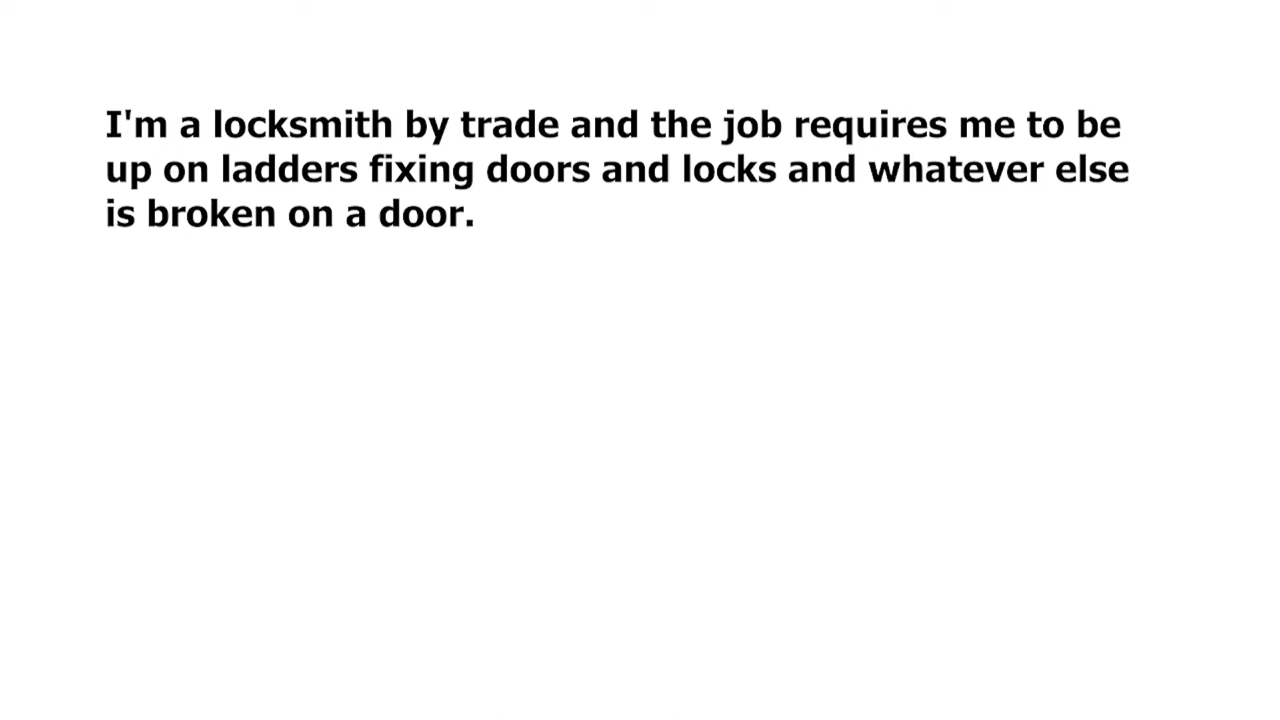 I'm a locksmith by trade and the job requires me to be
up on ladders fixing doors and locks and whatever else
is broken on a door.